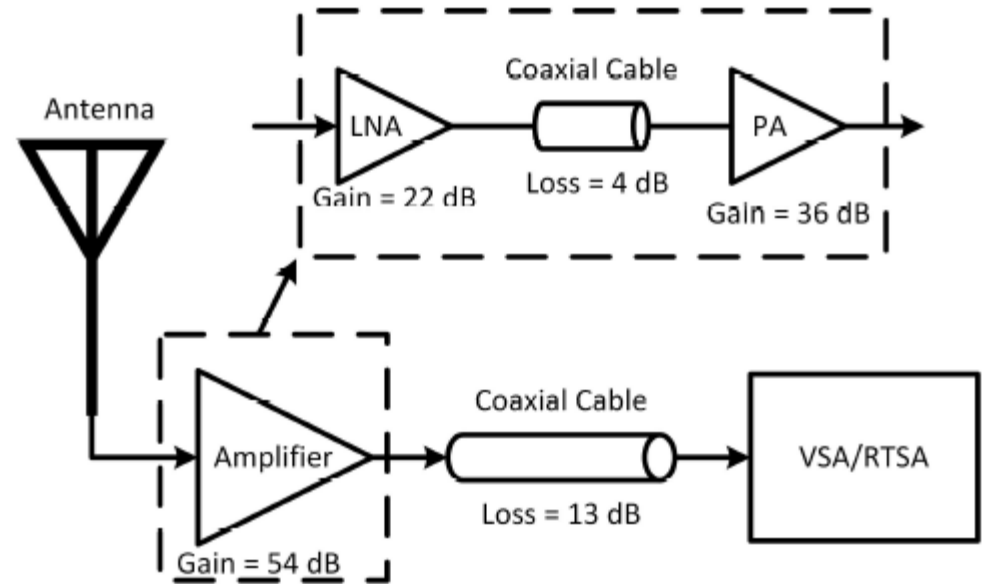 Antenna
Coaxial Cable
LNA
PA
Loss = 4 dB
Gain = 22 dB
Gain = 36 dB
Coaxial Cable
Amplifier
VSA/RTSA
Loss = 13 dB
Gain = 54 dB